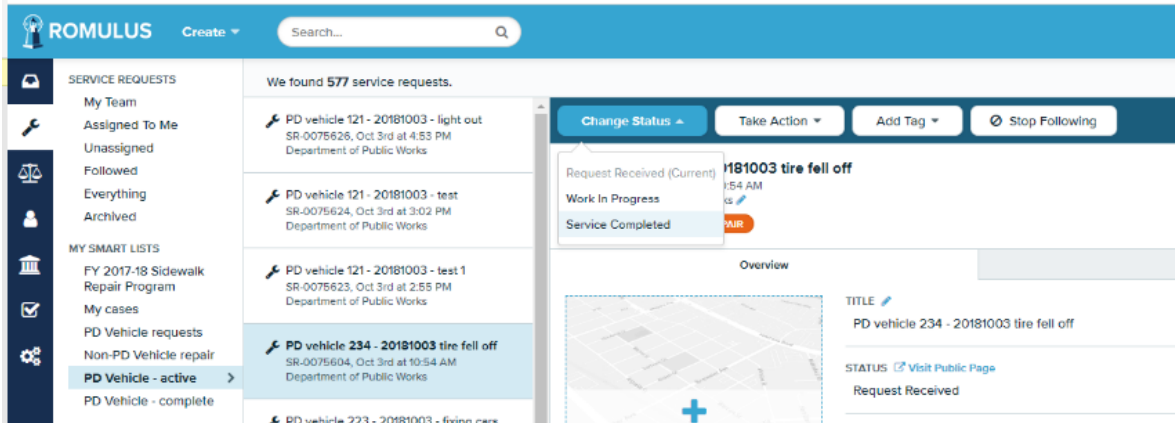 ROMULUS
Create
Search...
SERVICE REQUESTS
My Team
Assigned To Me
Unassigned
Followed
Everything
Archived
MY SMART LISTS
FY 2017-18 Sidewalk
Repair Program
My cases
PD Vehicle requests
Non-PD Vehicle repair
PD Vehicle - active
PD Vehicle - complete
We found 577 service requests.
PD vehicle 121 - 20181003 - light out
SR-0075626, Oct 3rd at 4:53 PM
Department of Public Works
PD vehicle 121 - 20181003 - test
SR-0075624, Oct 3rd at 3:02 PM
Department of Public Works
PD vehicle 121 - 20181003 - test 1
SR-0075623, Oct 3rd at 2:55 PM
Department of Public Works
PD vehicle 234 - 20181003 tire fell off
SR-0075604, Oct 3rd at 10:54 AM
Department of Public Works
PD vehicle 223 - 20181003 - fixing cars
Change Status
Take Action
Add Tag
Stop Following
Request Received (Current)
Work In Progress
Service Completed
181003 tire fell off
:54 AM
ks
AIR
Overview
TITLE
PD vehicle 234 - 20181003 tire fell off
STATUS Visit Public Page
Request Received